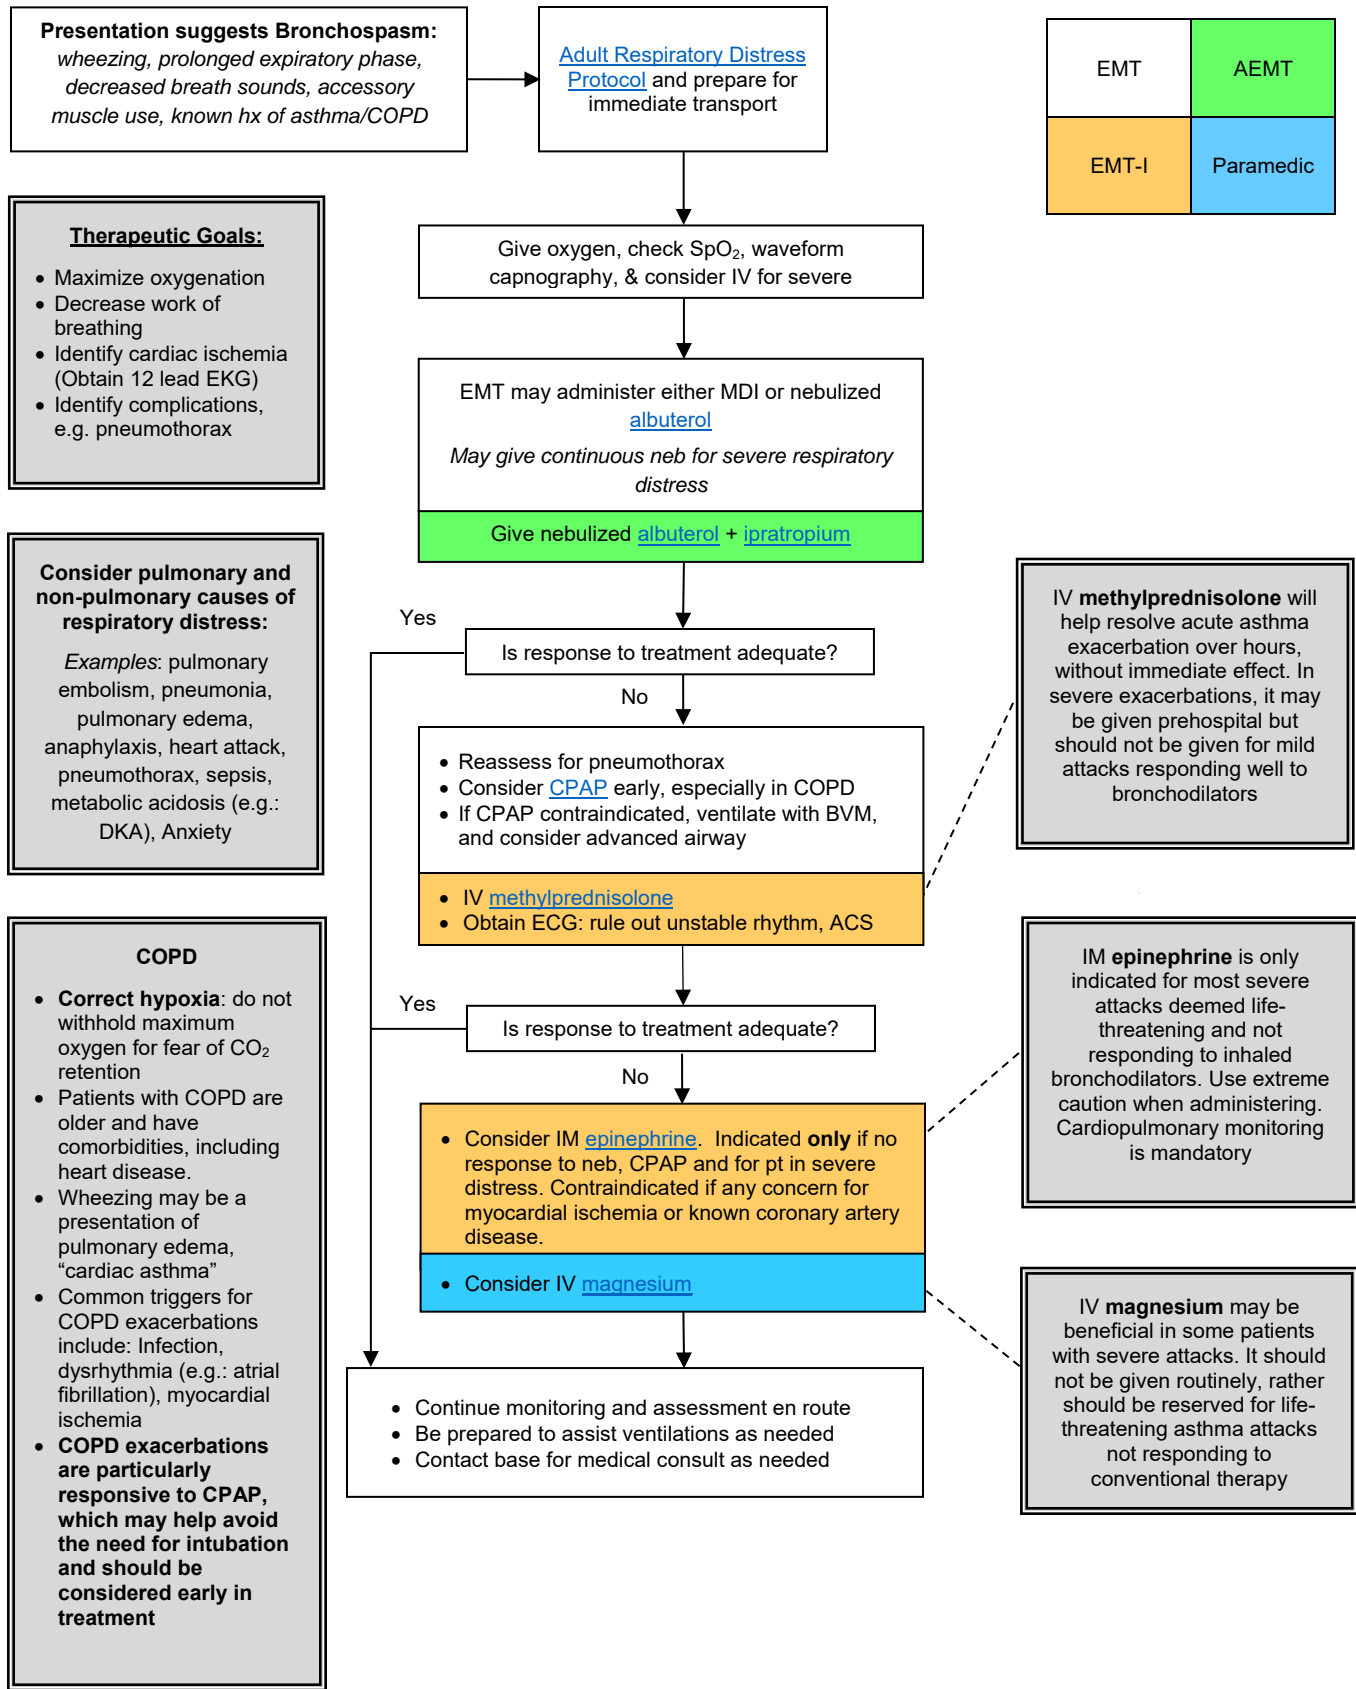 Presentation suggests Bronchospasm:
wheezing, prolonged expiratory phase,
decreased breath sounds, accessory
muscle use, known hx of asthma/COPD
Adult Respiratory Distress
Protocol and prepare for
immediate transport
EMT
AEMT
EMT-I
Paramedic
Therapeutic Goals:
• Maximize oxygenation
• Decrease work of
breathing
• Identify cardiac ischemia
(Obtain 12 lead EKG)
• Identify complications,
e.g. pneumothorax
Give oxygen, check SpO₂, waveform
capnography, & consider IV for severe
EMT may administer either MDI or nebulized
albuterol
May give continuous neb for severe respiratory
distress
Give nebulized albuterol + ipratropium
Consider pulmonary and
non-pulmonary causes of
respiratory distress:
Examples: pulmonary
embolism, pneumonia,
pulmonary edema,
anaphylaxis, heart attack,
pneumothorax, sepsis,
metabolic acidosis (e.g.:
DKA), Anxiety
Yes
Is response to treatment adequate?
No
• Reassess for pneumothorax
• Consider CPAP early, especially in COPD
• If CPAP contraindicated, ventilate with BVM,
and consider advanced airway
• IV methylprednisolone
• Obtain ECG: rule out unstable rhythm, ACS
IV methylprednisolone will
help resolve acute asthma
exacerbation over hours,
without immediate effect. In
severe exacerbations, it may
be given prehospital but
should not be given for mild
attacks responding well to
bronchodilators
COPD
• Correct hypoxia: do not
withhold maximum
oxygen for fear of CO₂
retention
• Patients with COPD are
older and have
comorbidities, including
heart disease.
• Wheezing may be a
presentation of
pulmonary edema,
“cardiac asthma”
• Common triggers for
COPD exacerbations
include: Infection,
dysrhythmia (e.g.: atrial
fibrillation), myocardial
ischemia
• COPD exacerbations
are particularly
responsive to CPAP,
which may help avoid
the need for intubation
and should be
considered early in
treatment
Yes
Is response to treatment adequate?
No
• Consider IM epinephrine. Indicated only if no
response to neb, CPAP and for pt in severe
distress. Contraindicated if any concern for
myocardial ischemia or known coronary artery
disease.
• Consider IV magnesium
IM epinephrine is only
indicated for most severe
attacks deemed life-
threatening and not
responding to inhaled
bronchodilators. Use extreme
caution when administering.
Cardiopulmonary monitoring
is mandatory
IV magnesium may be
beneficial in some patients
with severe attacks. It should
not be given routinely, rather
should be reserved for life-
threatening asthma attacks
not responding to
conventional therapy
• Continue monitoring and assessment en route
• Be prepared to assist ventilations as needed
• Contact base for medical consult as needed